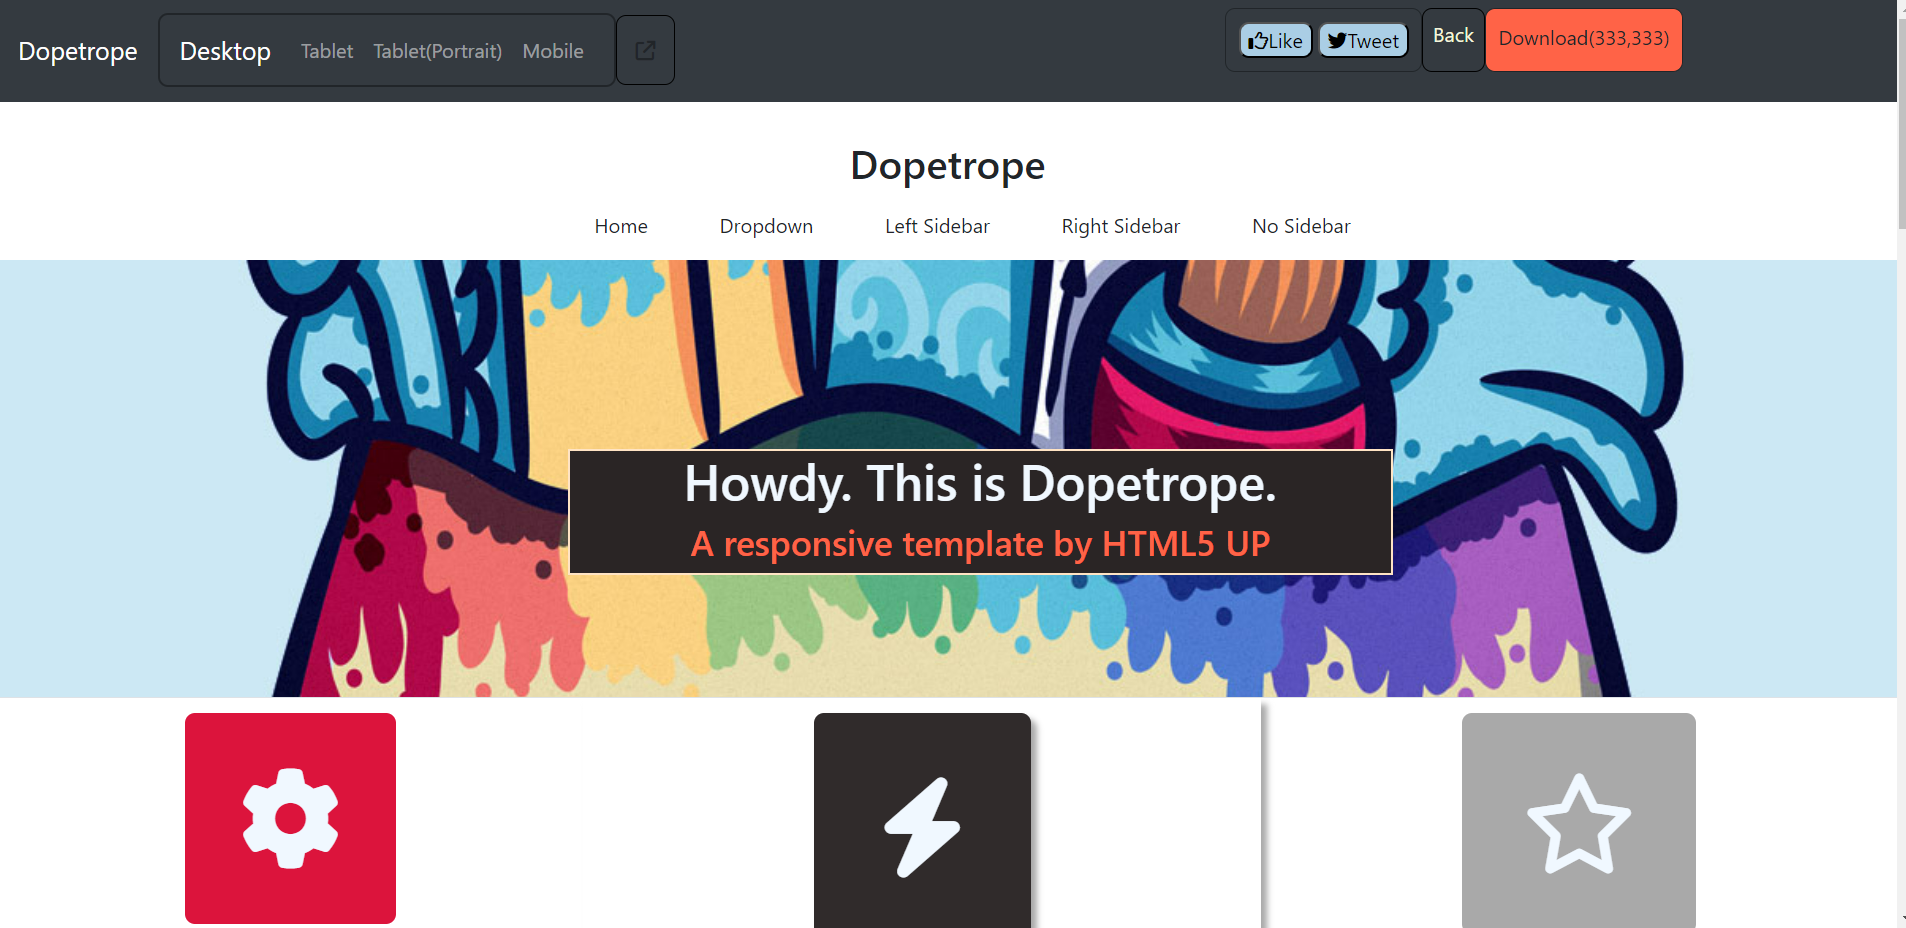 Dopetrope Desktop Tablet Tablet(Portrait) Mobile Like Tweet Back Download(333,333)
Dopetrope
Home Dropdown Left Sidebar Right Sidebar No Sidebar
Howdy. This is Dopetrope.
A responsive template by HTML5 UP